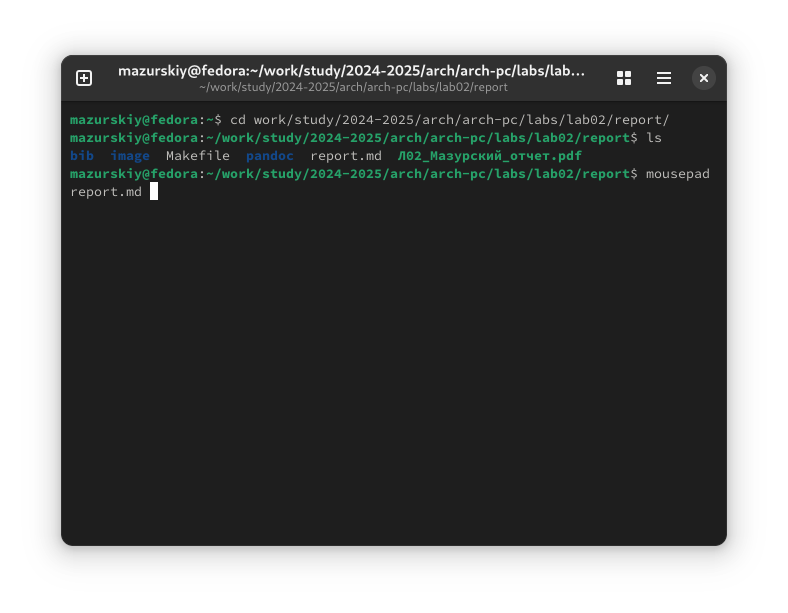 mazurskiy@fedora:~/work/study/2024-2025/arch/arch-pc/labs/lab…
~/work/study/2024-2025/arch/arch-pc/labs/lab02/report
mazurskiy@fedora:~$ cd work/study/2024-2025/arch/arch-pc/labs/lab02/report/
mazurskiy@fedora:~/work/study/2024-2025/arch/arch-pc/labs/lab02/report$ ls
bib  image  Makefile  pandoc  report.md  Л02_Мазурский_отчет.pdf
mazurskiy@fedora:~/work/study/2024-2025/arch/arch-pc/labs/lab02/report$ mousepad
report.md